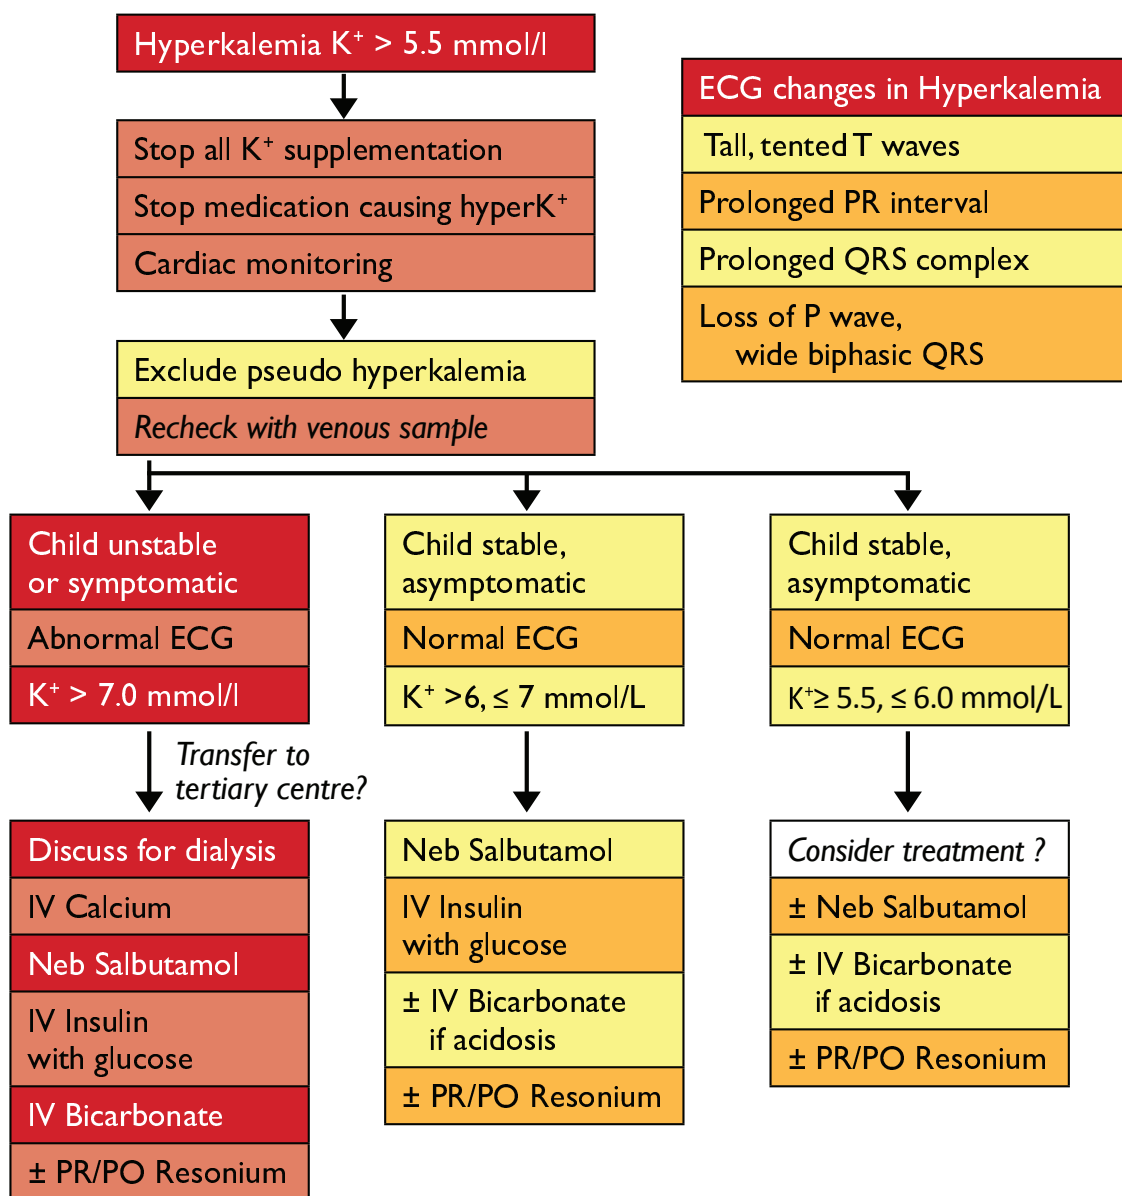 Hyperkalemia K⁺ > 5.5 mmol/l
Stop all K⁺ supplementation
Stop medication causing hyperK⁺
Cardiac monitoring
Exclude pseudo hyperkalemia
Recheck with venous sample
ECG changes in Hyperkalemia
Tall, tented T waves
Prolonged PR interval
Prolonged QRS complex
Loss of P wave,
wide biphasic QRS
Child unstable
or symptomatic
Abnormal ECG
K⁺ > 7.0 mmol/l
Transfer to
tertiary centre?
Discuss for dialysis
IV Calcium
Neb Salbutamol
IV Insulin
with glucose
IV Bicarbonate
± PR/PO Resonium
Child stable,
asymptomatic
Normal ECG
K⁺ >6, ≤ 7 mmol/L
Neb Salbutamol
IV Insulin
with glucose
± IV Bicarbonate
if acidosis
± PR/PO Resonium
Child stable,
asymptomatic
Normal ECG
K⁺≥ 5.5, ≤ 6.0 mmol/L
Consider treatment ?
± Neb Salbutamol
± IV Bicarbonate
if acidosis
± PR/PO Resonium